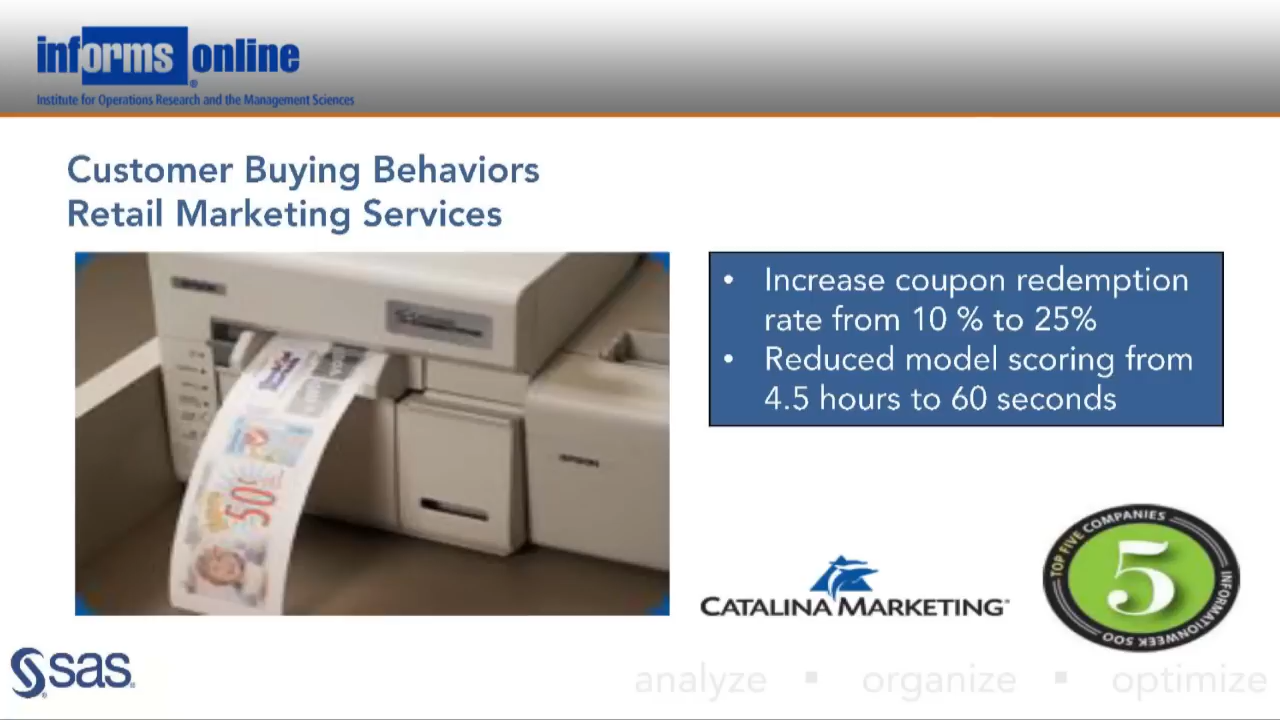 informs online®
Institute for Operations Research and the Management Sciences
Customer Buying Behaviors
Retail Marketing Services
50¢
• Increase coupon redemption
rate from 10 % to 25%
• Reduced model scoring from
4.5 hours to 60 seconds
CATALINA MARKETING®
TOP FIVE COMPANIES
5
INFORMATIONWEEK 500
sas®
analyze ▪ organize ▪ optimize